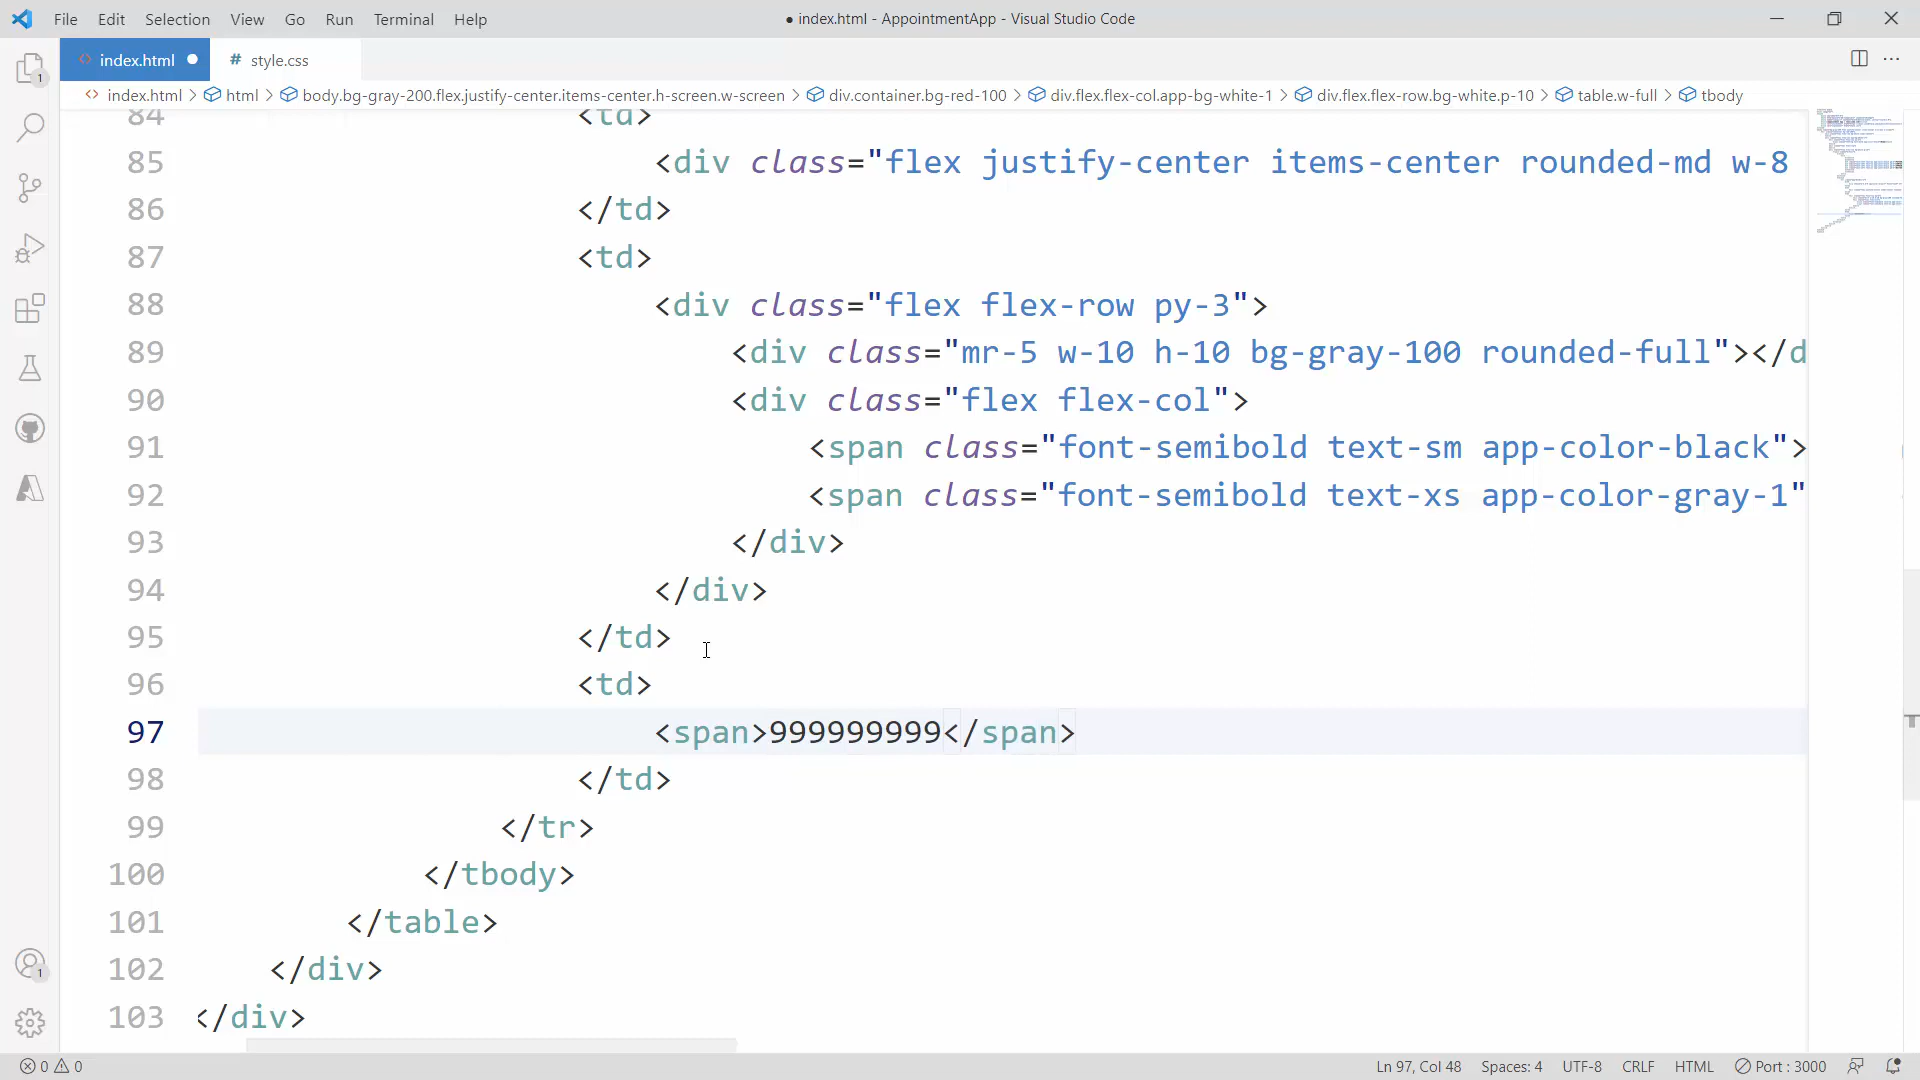 File Edit Selection View Go Run Terminal Help
● index.html - AppointmentApp - Visual Studio Code
index.html
# style.css
index.html > html > body.bg-gray-200.flex.justify-center.items-center.h-screen.w-screen > div.container.bg-red-100 > div.flex.flex-col.app-bg-white-1 > div.flex.flex-row.bg-white.p-10 > table.w-full > tbody
84 <td>
85 <div class="flex justify-center items-center rounded-md w-8
86 </td>
87 <td>
88 <div class="flex flex-row py-3">
89 <div class="mr-5 w-10 h-10 bg-gray-100 rounded-full"></d
90 <div class="flex flex-col">
91 <span class="font-semibold text-sm app-color-black">
92 <span class="font-semibold text-xs app-color-gray-1"
93 </div>
94 </div>
95 </td>
96 <td>
97 <span>999999999</span>
98 </td>
99 </tr>
100 </tbody>
101 </table>
102 </div>
103 </div>
1
1
0 0
Ln 97, Col 48 Spaces: 4 UTF-8 CRLF HTML Port : 3000